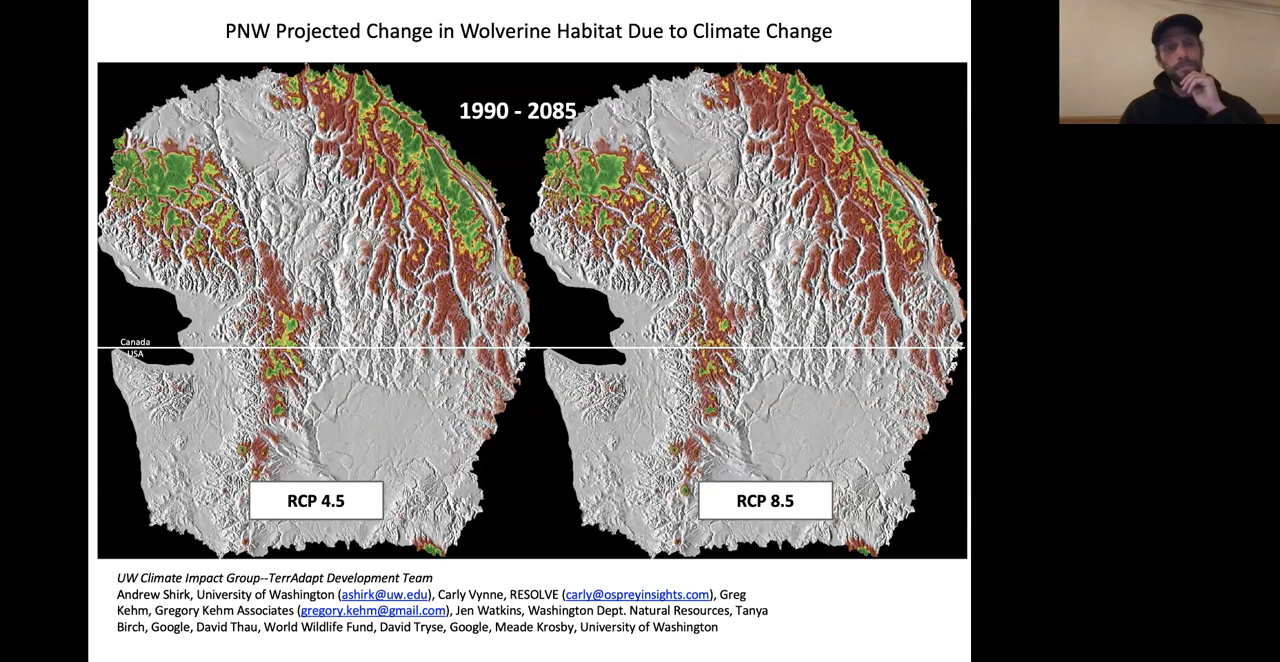 PNW Projected Change in Wolverine Habitat Due to Climate Change
1990 - 2085
Canada
USA
RCP 4.5
RCP 8.5
UW Climate Impact Group--TerrAdapt Development Team
Andrew Shirk, University of Washington (ashirk@uw.edu), Carly Vynne, RESOLVE (carly@ospreyinsights.com), Greg
Kehm, Gregory Kehm Associates (gregory.kehm@gmail.com), Jen Watkins, Washington Dept. Natural Resources, Tanya
Birch, Google, David Thau, World Wildlife Fund, David Tryse, Google, Meade Krosby, University of Washington